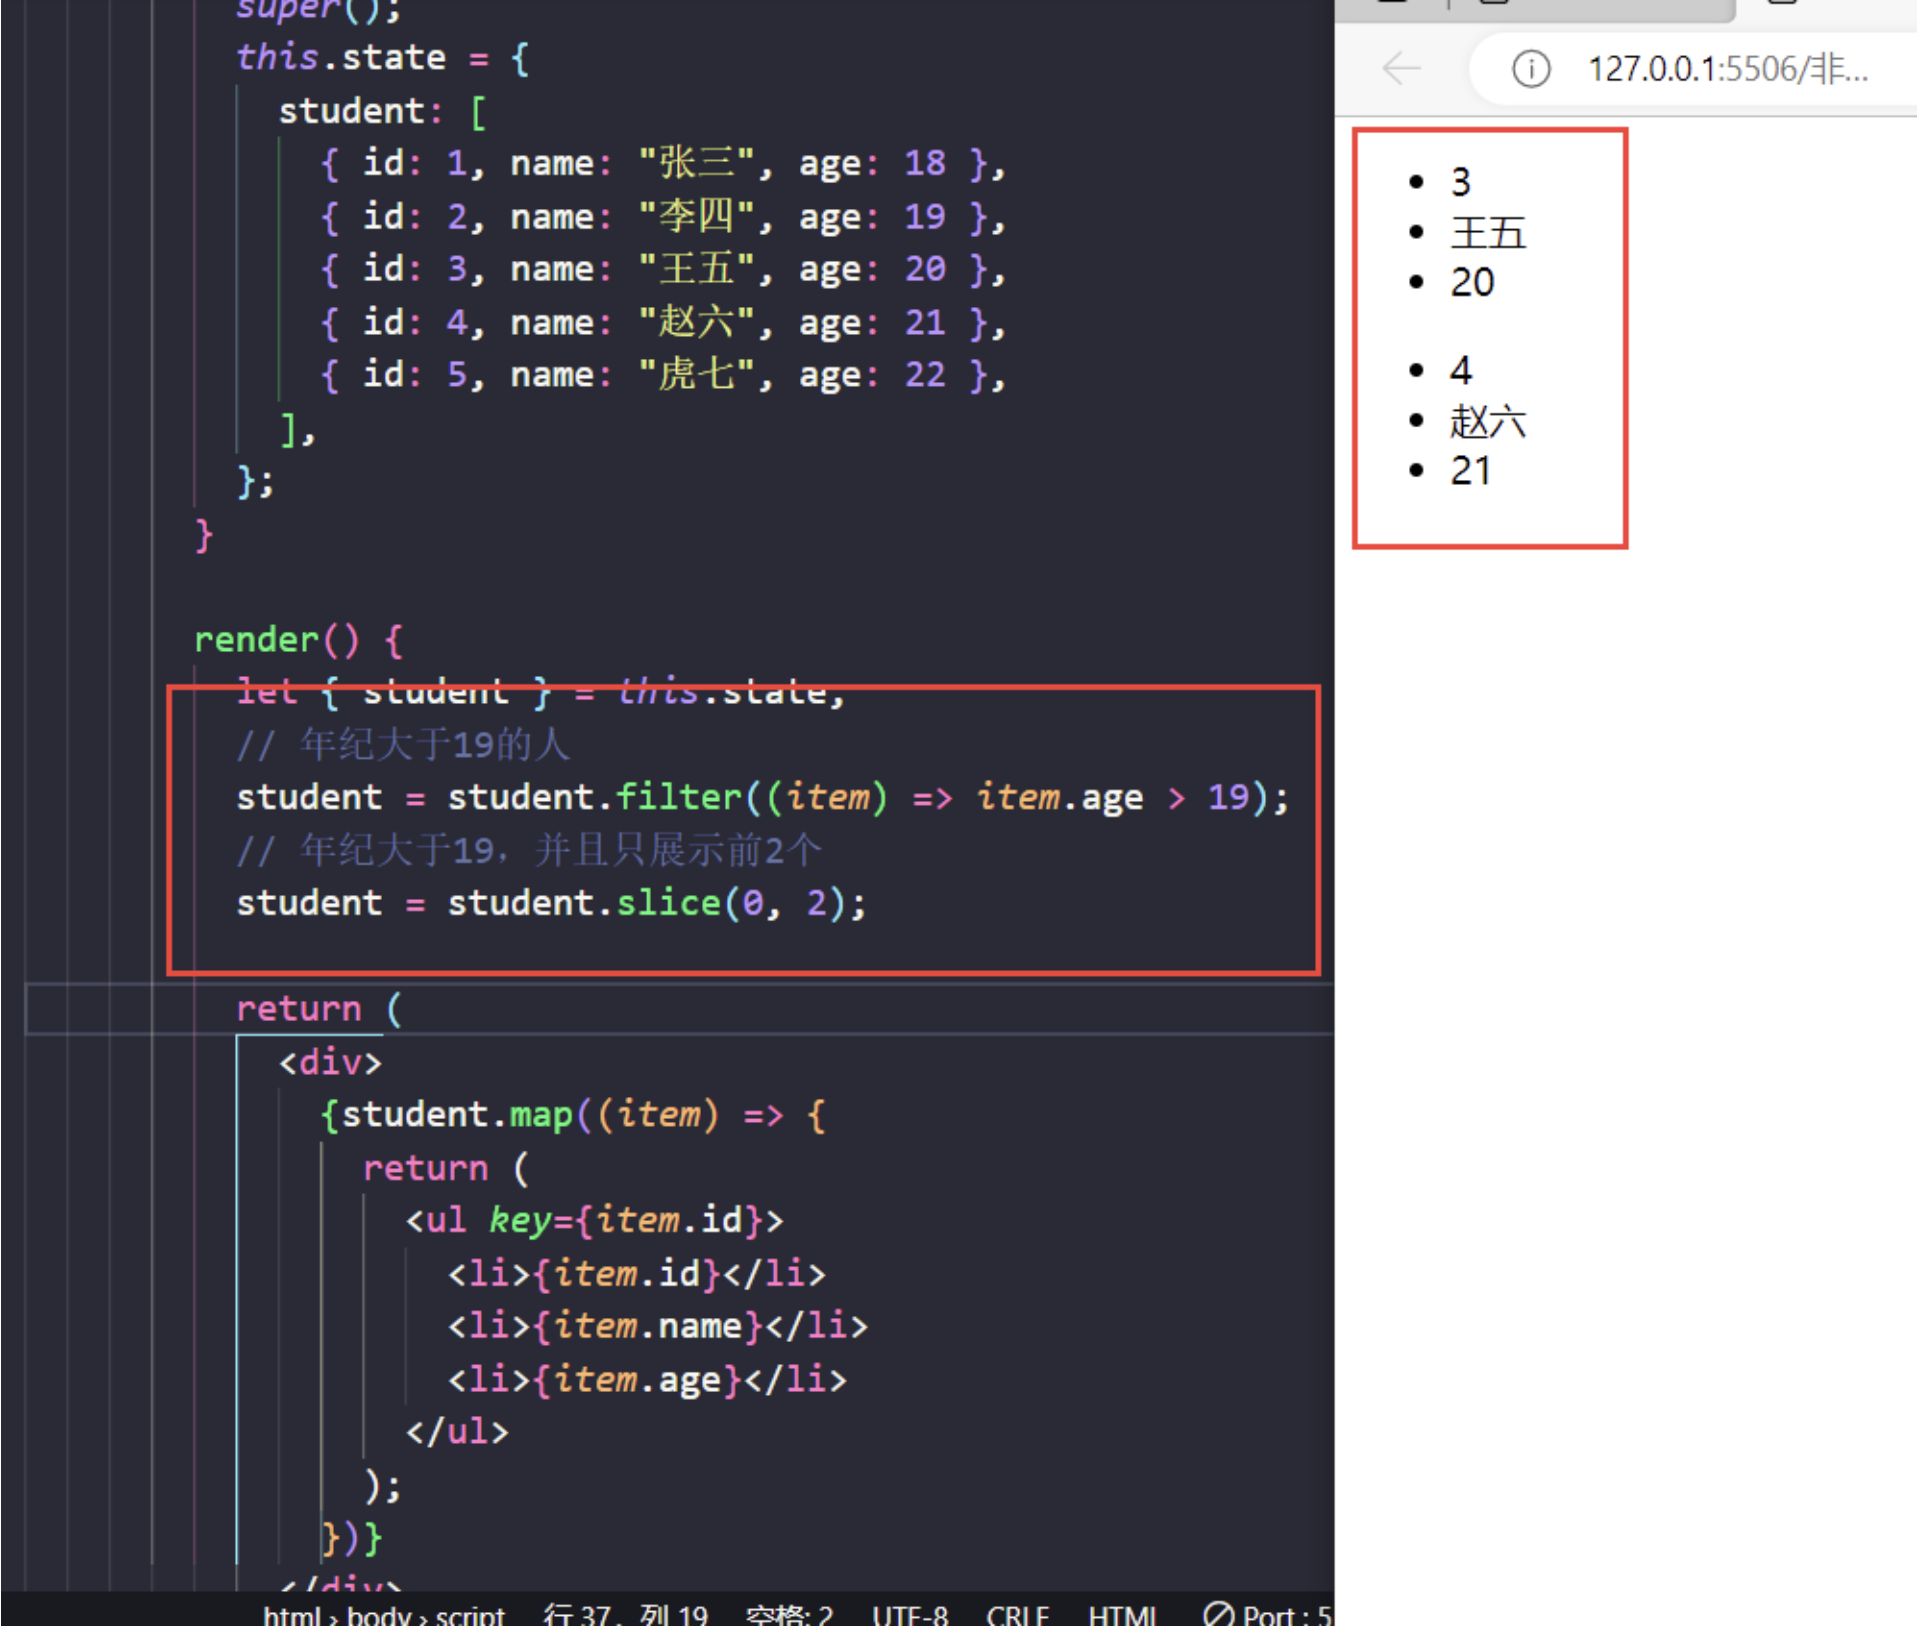 super();
this.state = {
student: [
{ id: 1, name: "张三", age: 18 },
{ id: 2, name: "李四", age: 19 },
{ id: 3, name: "王五", age: 20 },
{ id: 4, name: "赵六", age: 21 },
{ id: 5, name: "虎七", age: 22 },
],
};
}
render() {
let { student } = this.state,
// 年纪大于19的人
student = student.filter((item) => item.age > 19);
// 年纪大于19，并且只展示前2个
student = student.slice(0, 2);
return (
<div>
{student.map((item) => {
return (
<ul key={item.id}>
<li>{item.id}</li>
<li>{item.name}</li>
<li>{item.age}</li>
</ul>
);
})}
</div>
html › body › script 行 37, 列 19 空格: 2 UTF-8 CRLF HTML Port : 5
127.0.0.1:5506/非...
3
王五
20
4
赵六
21